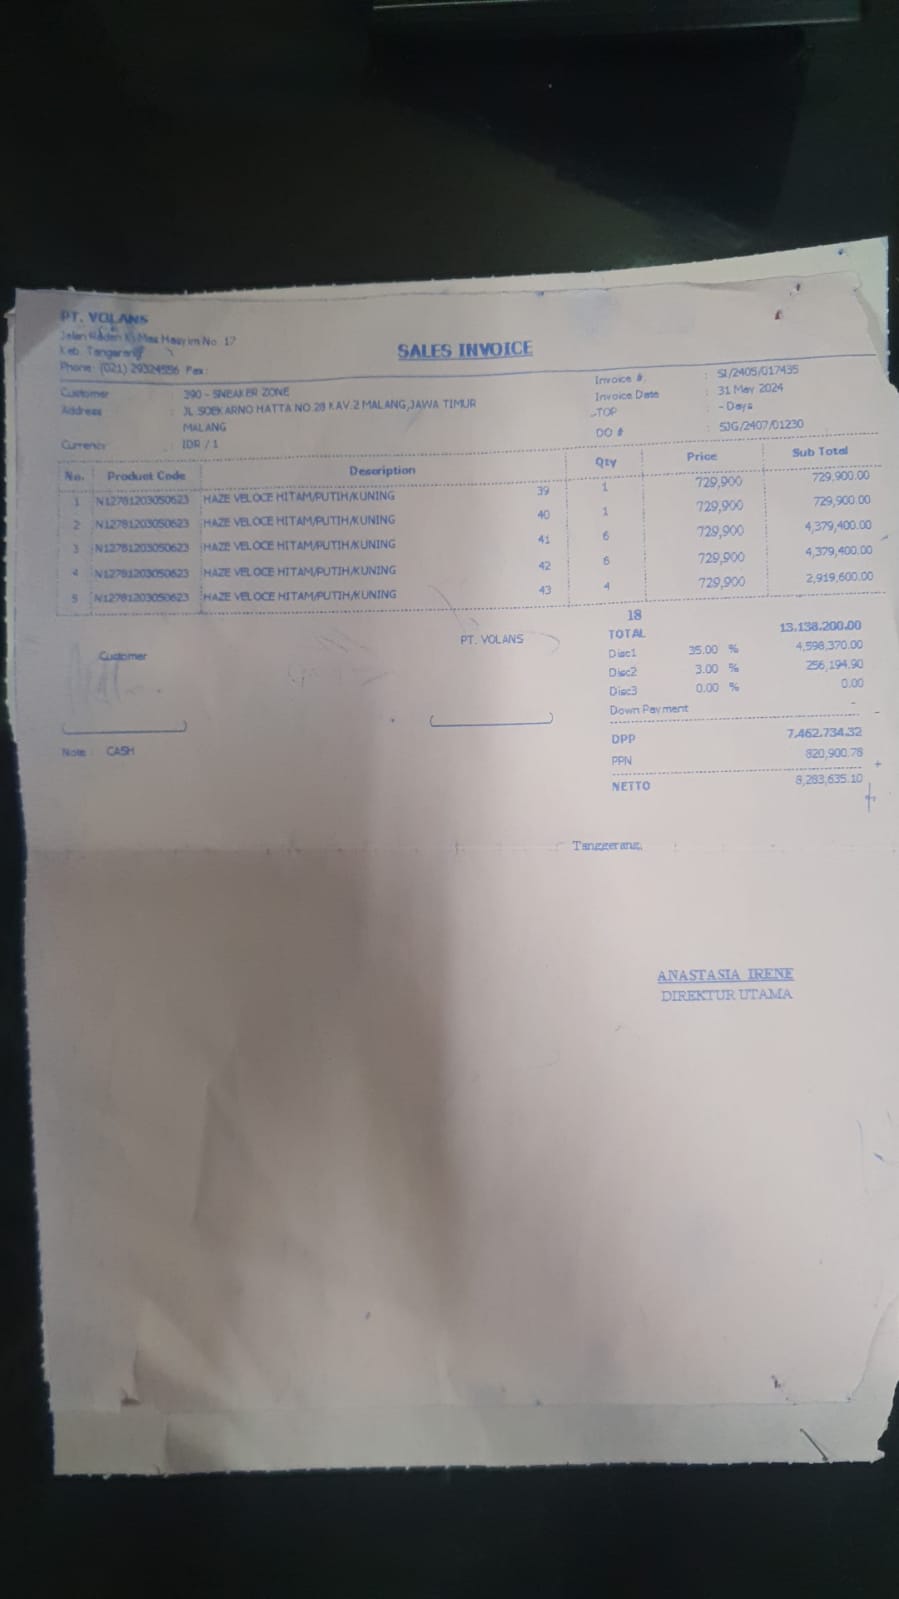 PT. VOLANS
Jalan Raden Kh Mas Hasyim No. 17
Keb. Tangerang
Phone: (021) 29324556 Fax:
SALES INVOICE
Customer : 390 - SNEAKER ZONE
Address : JL SOEKARNO HATTA NO.28 KAV.2 MALANG,JAWA TIMUR
MALANG
Currency : IDR / 1
Invoice # : SI/2405/017435
Invoice Date : 31 May 2024
TOP : - Days
DO # : SJG/2407/01230
No. Product Code Description Qty Price Sub Total
1 N12781203050623 HAZE VELOCE HITAM/PUTIH/KUNING 39 1 729,900 729,900.00
2 N12781203050623 HAZE VELOCE HITAM/PUTIH/KUNING 40 1 729,900 729,900.00
3 N12781203050623 HAZE VELOCE HITAM/PUTIH/KUNING 41 6 729,900 4,379,400.00
4 N12781203050623 HAZE VELOCE HITAM/PUTIH/KUNING 42 6 729,900 4,379,400.00
5 N12781203050623 HAZE VELOCE HITAM/PUTIH/KUNING 43 4 729,900 2,919,600.00
18
TOTAL 13.138.200.00
Disc1 35.00 % 4,598,370.00
Disc2 3.00 % 256,194.90
Disc3 0.00 % 0.00
Down Payment -
DPP 7.462.734.32
PPN 820,900.78
NETTO 8,283,635.10
Customer
PT. VOLANS
Note : CASH
Tanggerang,
ANASTASIA IRENE
DIREKTUR UTAMA